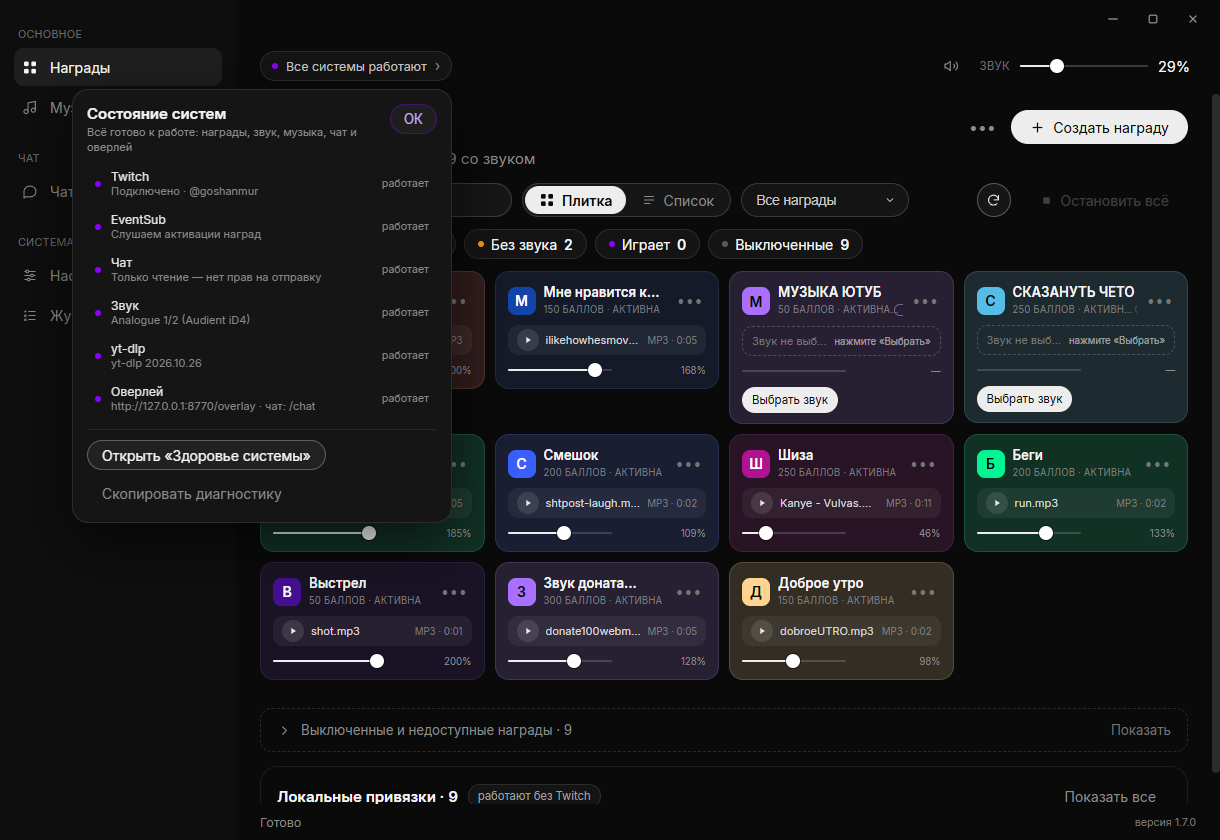 ОСНОВНОЕ
Награды
ЧАТ
СИСТЕМА
Все системы работают
ЗВУК
29%
Состояние систем
ОК
Всё готово к работе: награды, звук, музыка, чат и
оверлей
Twitch
Подключено · @goshanmur
работает
EventSub
Слушаем активации наград
работает
Чат
Только чтение — нет прав на отправку
работает
Звук
Analogue 1/2 (Audient iD4)
работает
yt-dlp
yt-dlp 2026.10.26
работает
Оверлей
http://127.0.0.1:8770/overlay · чат: /chat
работает
Открыть «Здоровье системы»
Скопировать диагностику
Создать награду
9 со звуком
Плитка
Список
Все награды
Остановить всё
Без звука 2
Играет 0
Выключенные 9
Мне нравится к...
150 БАЛЛОВ · АКТИВНА
ilikehowhesmov... MP3 · 0:05
168%
М
МУЗЫКА ЮТУБ
50 БАЛЛОВ · АКТИВНА...
Звук не выб... нажмите «Выбрать»
—
Выбрать звук
М
СКАЗАНУТЬ ЧЕТО
250 БАЛЛОВ · АКТИВН...
Звук не выб... нажмите «Выбрать»
—
Выбрать звук
С
185%
С
Смешок
200 БАЛЛОВ · АКТИВНА
shtpost-laugh.m... MP3 · 0:02
109%
Ш
Шиза
250 БАЛЛОВ · АКТИВНА
Kanye - Vulvas.... MP3 · 0:11
46%
Б
Беги
200 БАЛЛОВ · АКТИВНА
run.mp3 MP3 · 0:02
133%
В
Выстрел
50 БАЛЛОВ · АКТИВНА
shot.mp3 MP3 · 0:01
200%
З
Звук доната...
300 БАЛЛОВ · АКТИВНА
donate100webm... MP3 · 0:05
128%
Д
Доброе утро
150 БАЛЛОВ · АКТИВНА
dobroeUTRO.mp3 MP3 · 0:02
98%
Выключенные и недоступные награды · 9
Показать
Локальные привязки · 9
работают без Twitch
Показать все
Готово
версия 1.7.0